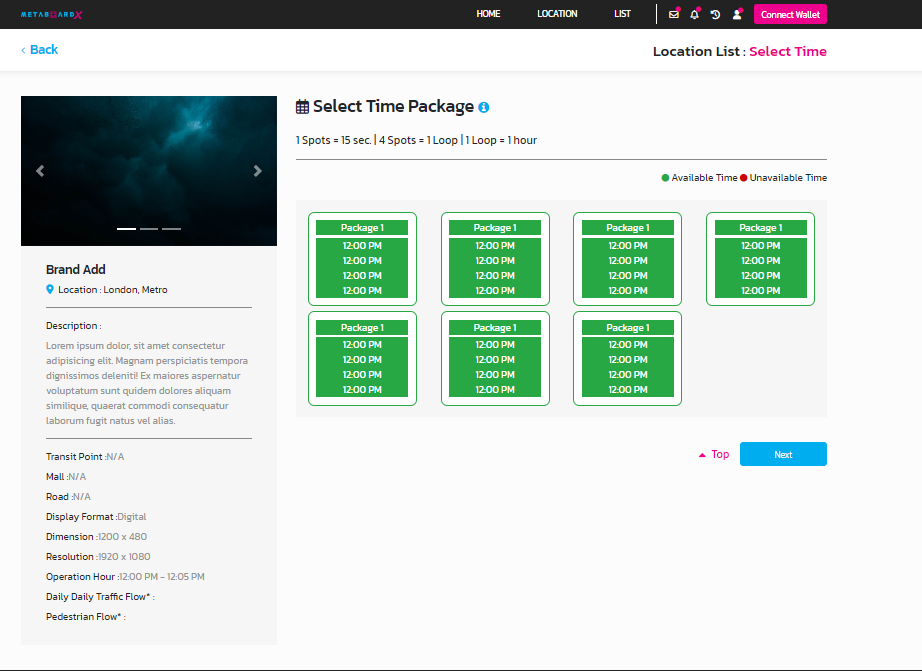 METABOARDX
HOME
LOCATION
LIST
Connect Wallet
‹ Back
Location List : Select Time
Select Time Package
1 Spots = 15 sec. | 4 Spots = 1 Loop | 1 Loop = 1 hour
Available Time Unavailable Time
Package 1
12:00 PM
12:00 PM
12:00 PM
12:00 PM
Package 1
12:00 PM
12:00 PM
12:00 PM
12:00 PM
Package 1
12:00 PM
12:00 PM
12:00 PM
12:00 PM
Package 1
12:00 PM
12:00 PM
12:00 PM
12:00 PM
Package 1
12:00 PM
12:00 PM
12:00 PM
12:00 PM
Package 1
12:00 PM
12:00 PM
12:00 PM
12:00 PM
Package 1
12:00 PM
12:00 PM
12:00 PM
12:00 PM
Top
Next
Brand Add
Location : London, Metro
Description :
Lorem ipsum dolor, sit amet consectetur
adipisicing elit. Magnam perspiciatis tempora
dignissimos deleniti! Ex maiores aspernatur
voluptatum sunt quidem dolores aliquam
similique, quaerat commodi consequatur
laborum fugit natus vel alias.
Transit Point :N/A
Mall :N/A
Road :N/A
Display Format :Digital
Dimension :1200 x 480
Resolution :1920 x 1080
Operation Hour :12:00 PM - 12:05 PM
Daily Daily Traffic Flow* :
Pedestrian Flow* :